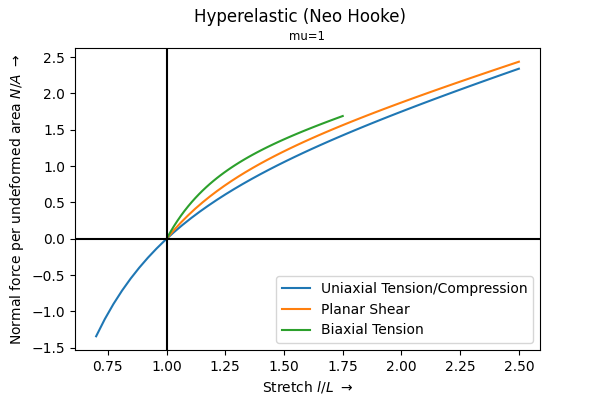 Hyperelastic (Neo Hooke)
mu=1
Normal force per undeformed area N/A →
2.5
2.0
1.5
1.0
0.5
0.0
−0.5
−1.0
−1.5
Uniaxial Tension/Compression
Planar Shear
Biaxial Tension
0.75 1.00 1.25 1.50 1.75 2.00 2.25 2.50
Stretch l/L →